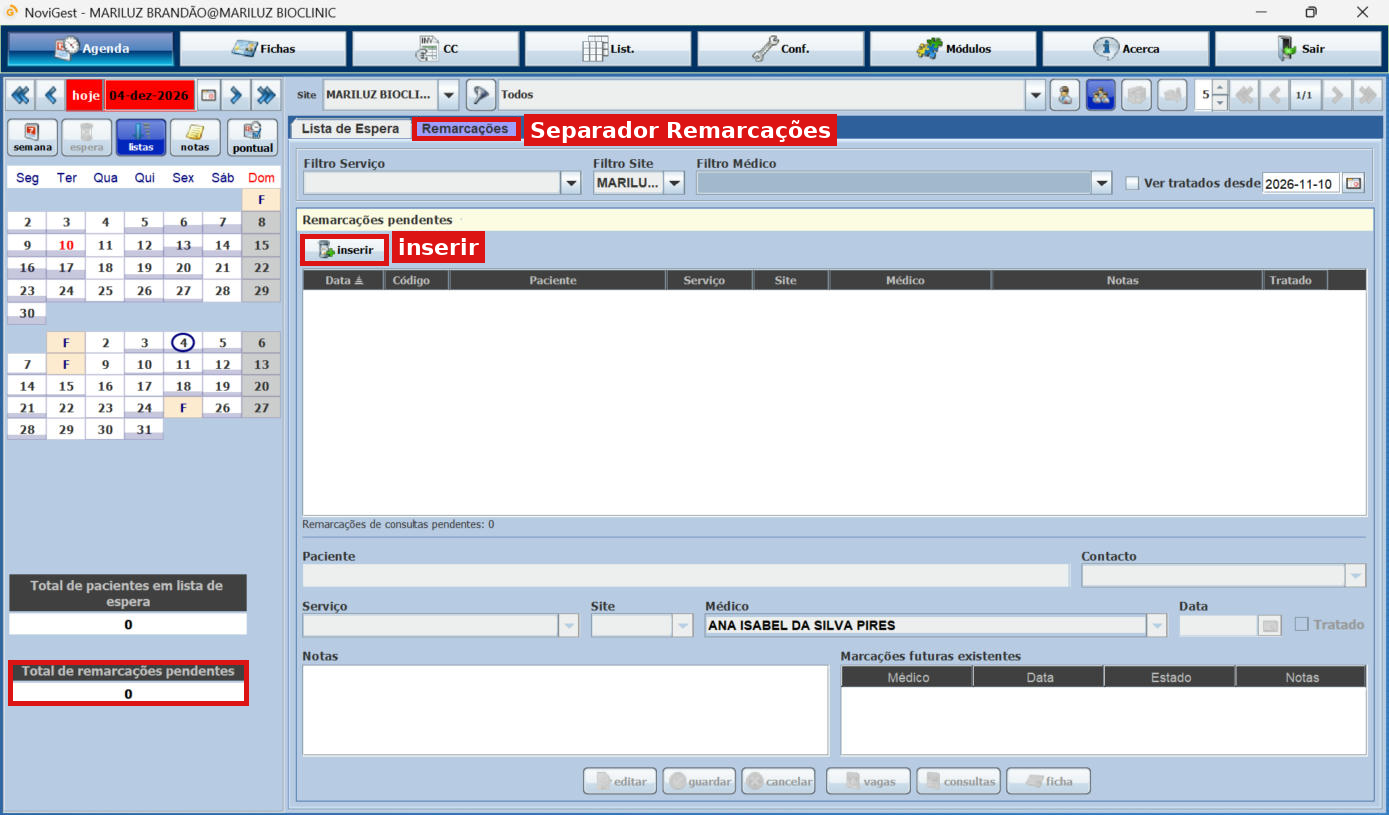 NoviGest - MARILUZ BRANDÃO@MARILUZ BIOCLINIC
Agenda Fichas CC List. Conf. Módulos Acerca Sair
hoje 04-dez-2026 Site MARILUZ BIOCLI... Todos 5 1/1
semana espera listas notas pontual
Lista de Espera Remarcações Separador Remarcações
Filtro Serviço Filtro Site Filtro Médico
MARILU... Ver tratados desde 2026-11-10
Seg Ter Qua Qui Sex Sáb Dom
F
2 3 4 5 6 7 8
9 10 11 12 13 14 15
16 17 18 19 20 21 22
23 24 25 26 27 28 29
30
F 2 3 4 5 6
7 F 9 10 11 12 13
14 15 16 17 18 19 20
21 22 23 24 F 26 27
28 29 30 31
Total de pacientes em lista de
espera
0
Total de remarcações pendentes
0
Remarcações pendentes
inserir inserir
Data Código Paciente Serviço Site Médico Notas Tratado
Remarcações de consultas pendentes: 0
Paciente Contacto
Serviço Site Médico Data
ANA ISABEL DA SILVA PIRES Tratado
Notas Marcações futuras existentes
Médico Data Estado Notas
editar guardar cancelar vagas consultas ficha